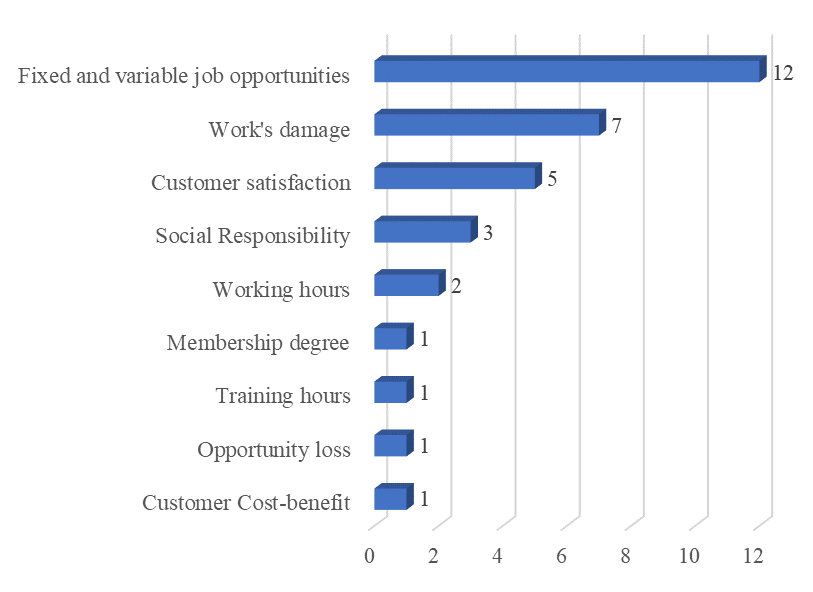 Fixed and variable job opportunities 12
Work's damage 7
Customer satisfaction 5
Social Responsibility 3
Working hours 2
Membership degree 1
Training hours 1
Opportunity loss 1
Customer Cost-benefit 1
0 2 4 6 8 10 12